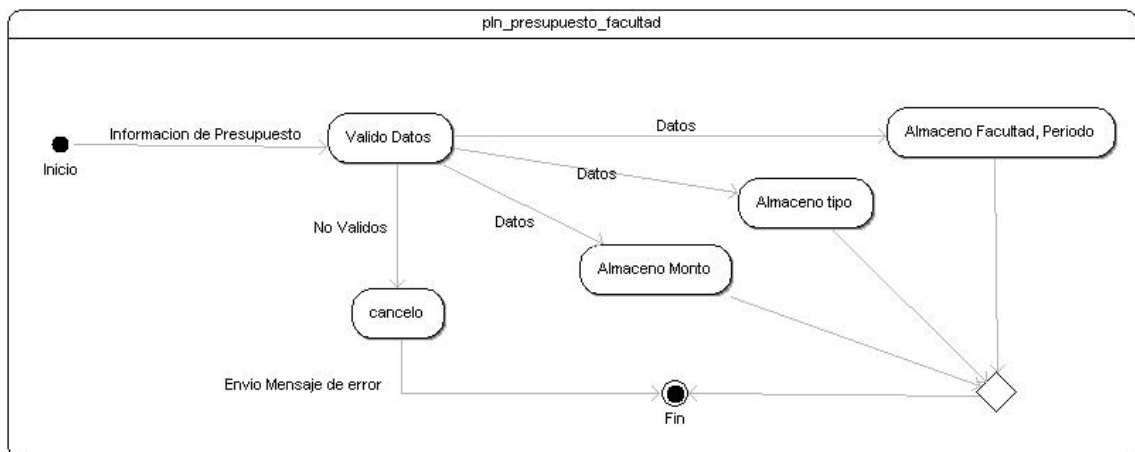 pln_presupuesto_facultad
Informacion de Presupuesto
Valido Datos
Datos
Almaceno Facultad, Periodo
Inicio
Datos
Almaceno tipo
No Validos
Datos
Almaceno Monto
cancelo
Envio Mensaje de error
Fin